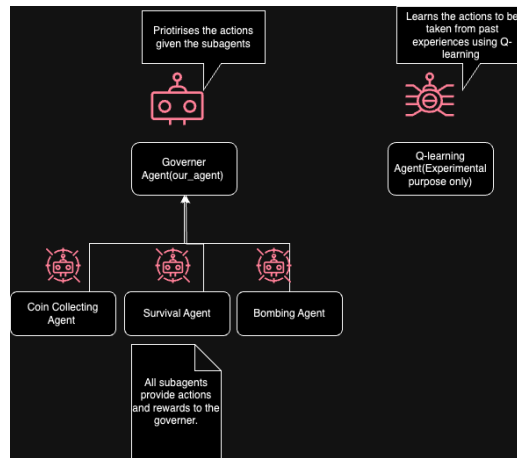 Priotirises the actions
given the subagents
Learns the actions to be
taken from past
experiences using Q-
learning
Governer
Agent(our_agent)
Q-learning
Agent(Experimental
purpose only)
Coin Collecting
Agent
Survival Agent
Bombing Agent
All subagents
provide actions
and rewards to the
governer.